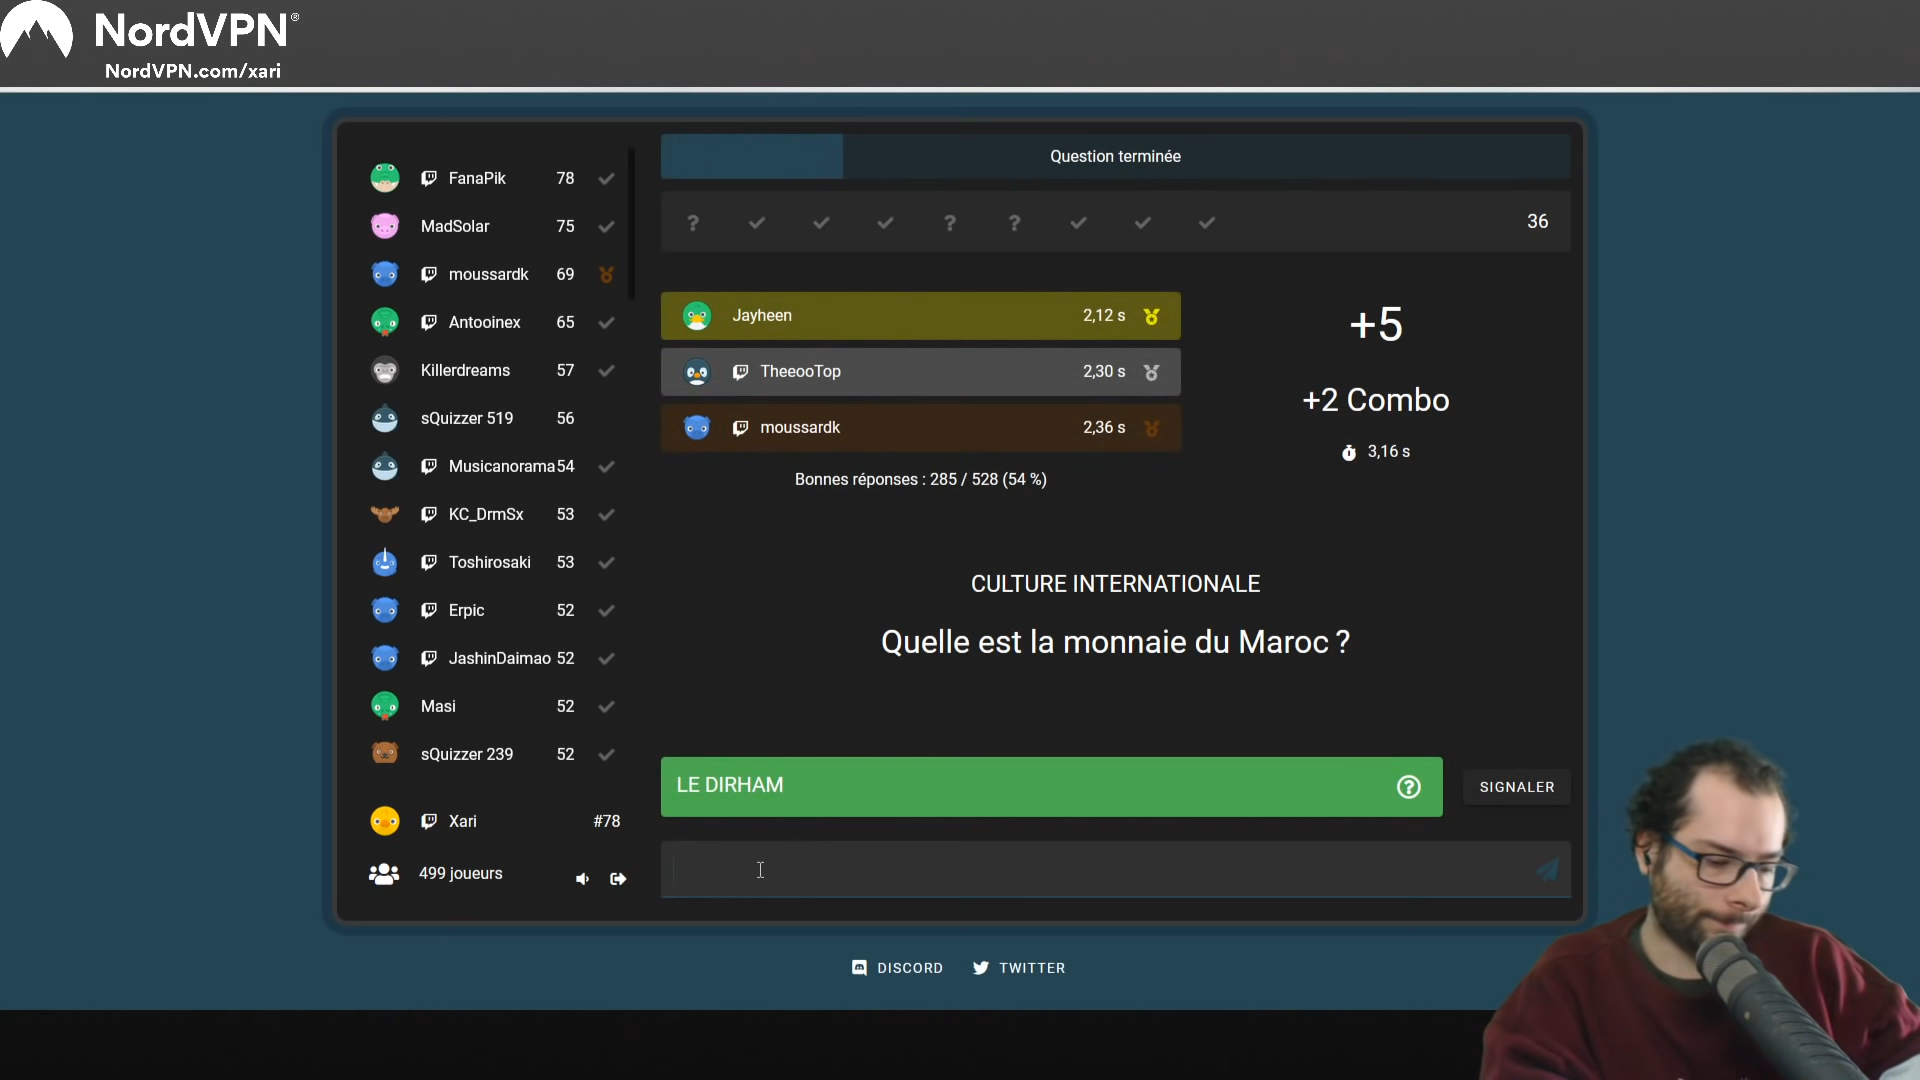 NordVPN®
NordVPN.com/xari
FanaPik 78
MadSolar 75
moussardk 69
Antooinex 65
Killerdreams 57
sQuizzer 519 56
Musicanorama 54
KC_DrmSx 53
Toshirosaki 53
Erpic 52
JashinDaimao 52
Masi 52
sQuizzer 239 52
Xari #78
499 joueurs
Question terminée
? ? ? 36
Jayheen 2,12 s
TheeooTop 2,30 s
moussardk 2,36 s
Bonnes réponses : 285 / 528 (54 %)
+5
+2 Combo
3,16 s
CULTURE INTERNATIONALE
Quelle est la monnaie du Maroc ?
LE DIRHAM ?
SIGNALER
DISCORD TWITTER